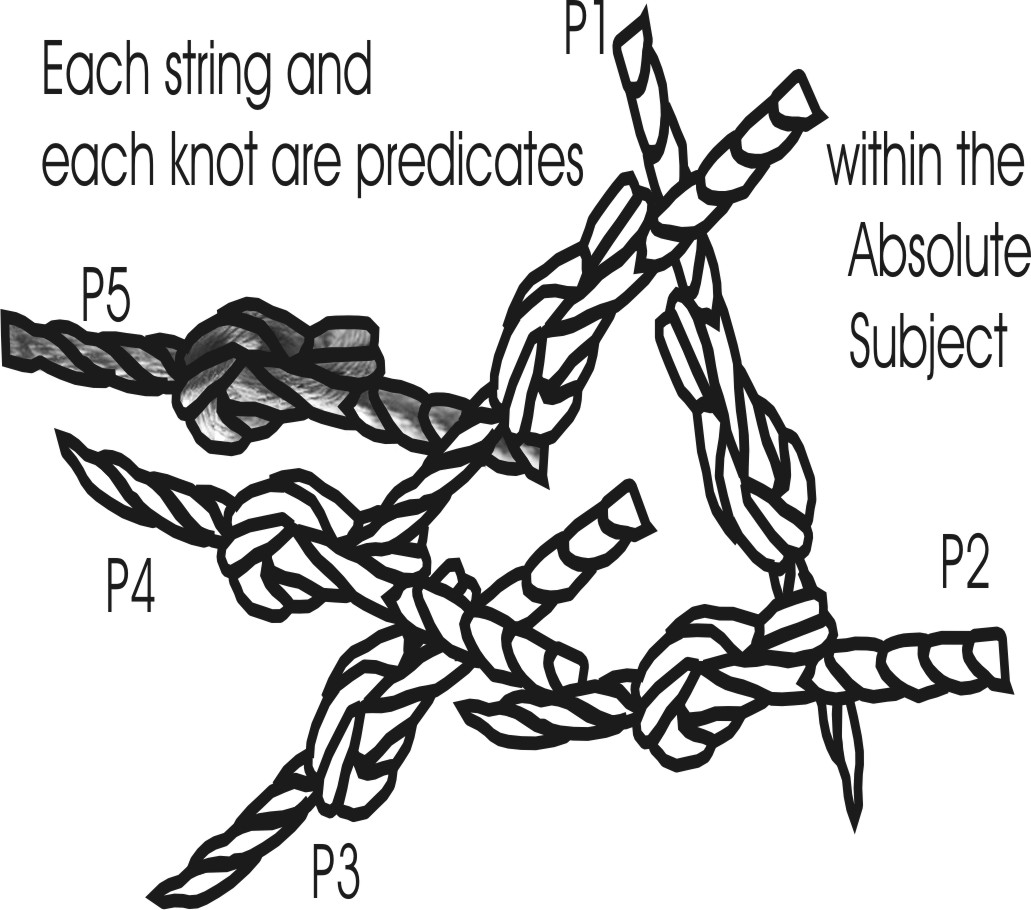 P1
Each string and
each knot are predicates within the
Absolute
Subject
P5
P2
P4
P3